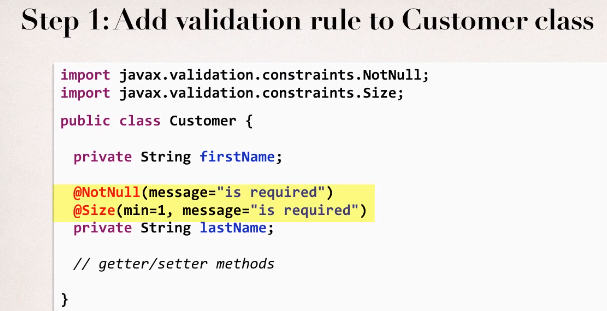 Step 1: Add validation rule to Customer class
import javax.validation.constraints.NotNull;
import javax.validation.constraints.Size;
public class Customer {
private String firstName;
@NotNull(message="is required")
@Size(min=1, message="is required")
private String lastName;
// getter/setter methods
}